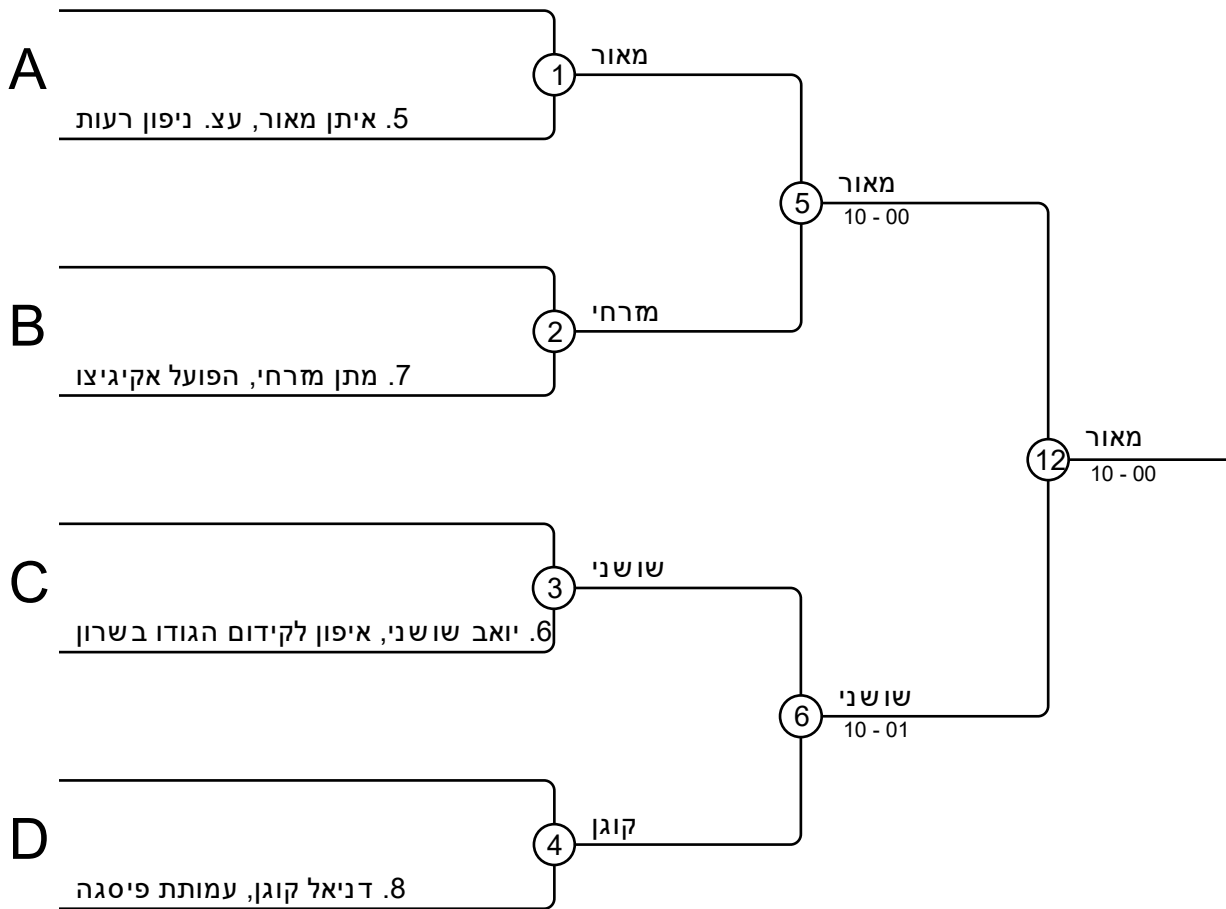 A
1
מאור
5. איתן מאור, עצ. ניפון רעות
5
מאור
10 - 00
B
2
מזרחי
7. מתן מזרחי, הפועל אקיגיצו
12
מאור
10 - 00
C
3
שושני
6. יואב שושני, איפון לקידום הגודו בשרון
6
שושני
10 - 01
D
4
קוגן
8. דניאל קוגן, עמותת פיסגה